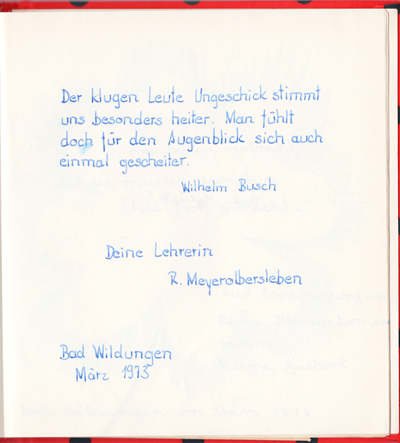 Der klugen Leute Ungeschick stimmt
uns besonders heiter. Man fühlt
doch für den Augenblick sich auch
einmal gescheiter.
Wilhelm Busch
Deine Lehrerin
R. Meyerolbersleben
Bad Wildungen
März 1973